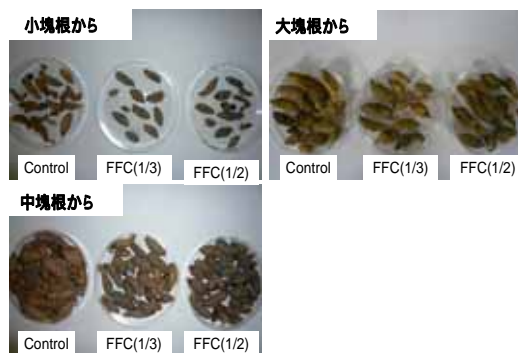 小塊根から
Control
FFC(1/3)
FFC(1/2)
大塊根から
Control
FFC(1/3)
FFC(1/2)
中塊根から
Control
FFC(1/3)
FFC(1/2)